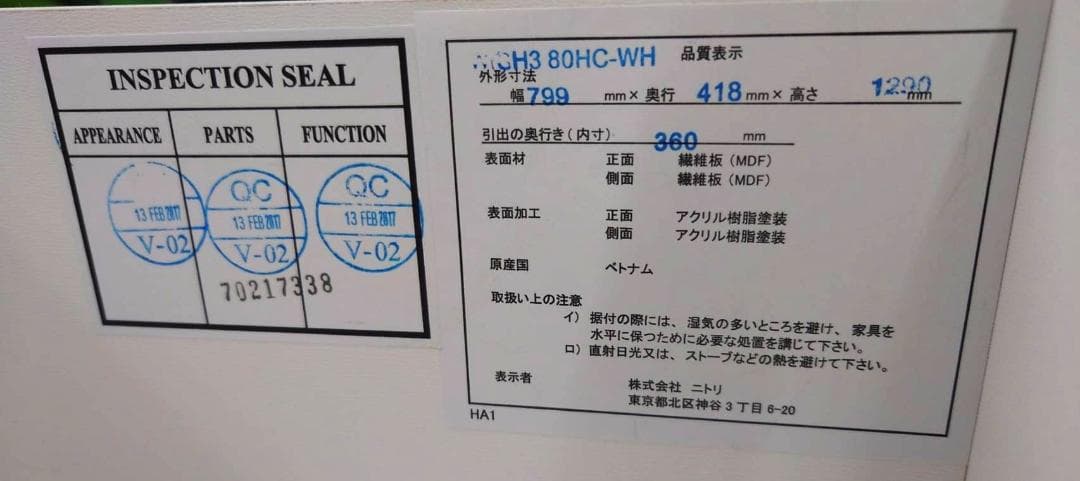 INSPECTION SEAL
APPEARANCE PARTS FUNCTION
13 FEB 2017
V-02
QC
13 FEB 2017
V-02
QC
13 FEB 2017
V-02
70217338
80HC-WH 品質表示
外形寸法
幅 799 mm× 奥行 418 mm× 高さ 1290 mm
引出の奥行き(内寸) 360 mm
表面材 正面 繊維板(MDF)
側面 繊維板(MDF)
表面加工 正面 アクリル樹脂塗装
側面 アクリル樹脂塗装
原産国 ベトナム
取扱い上の注意
イ) 据付の際には、湿気の多いところを避け、家具を
水平に保つために必要な処置を講じて下さい。
ロ) 直射日光又は、ストーブなどの熱を避けて下さい。
表示者 株式会社 ニトリ
東京都北区神谷3丁目6-20
HA1